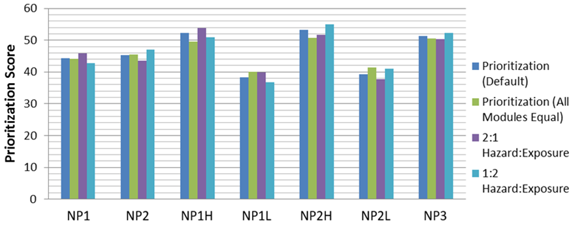 60
50
40
30
20
10
0
Prioritization Score
NP1 NP2 NP1H NP1L NP2H NP2L NP3
Prioritization
(Default)
Prioritization (All
Modules Equal)
2:1
Hazard:Exposure
1:2
Hazard:Exposure